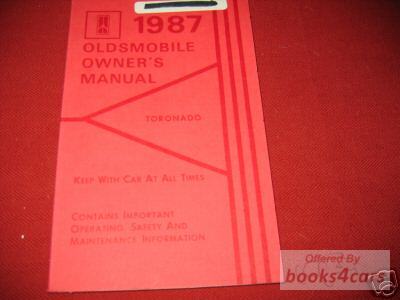 1987
OLDSMOBILE
OWNER'S
MANUAL
TORONADO
KEEP WITH CAR AT ALL TIMES
CONTAINS IMPORTANT
OPERATING, SAFETY AND
MAINTENANCE INFORMATION
Offered By
books4cars